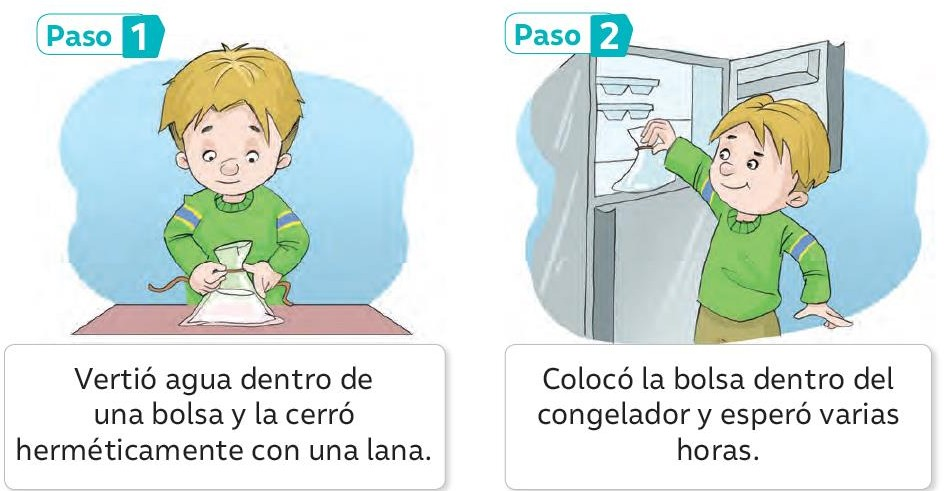 Paso 1
Vertió agua dentro de
una bolsa y la cerró
herméticamente con una lana.
Paso 2
Colocó la bolsa dentro del
congelador y esperó varias
horas.